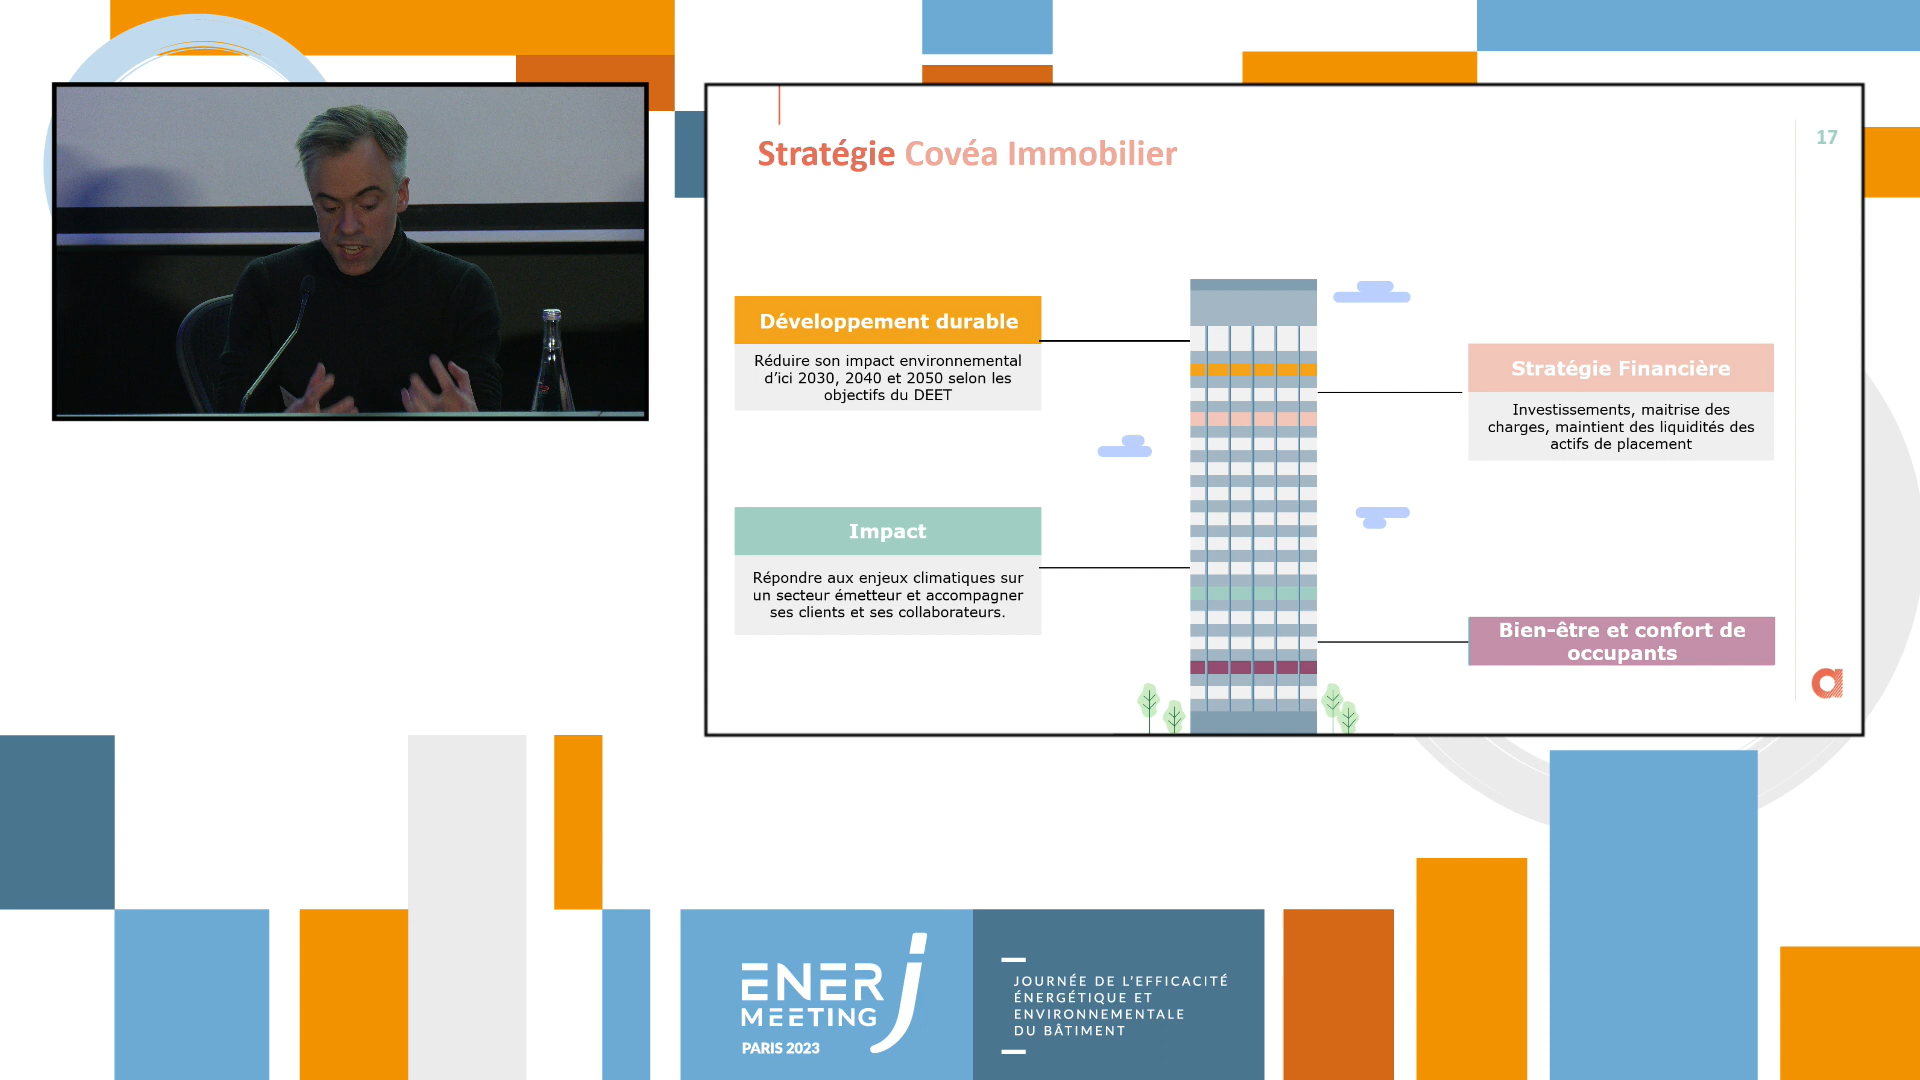 Stratégie Covéa Immobilier
17
Développement durable
Réduire son impact environnemental
d'ici 2030, 2040 et 2050 selon les
objectifs du DEET
Stratégie Financière
Investissements, maitrise des
charges, maintient des liquidités des
actifs de placement
Impact
Répondre aux enjeux climatiques sur
un secteur émetteur et accompagner
ses clients et ses collaborateurs.
Bien-être et confort de
occupants
a
ENERJ
MEETING
PARIS 2023
JOURNÉE DE L'EFFICACITÉ
ÉNERGÉTIQUE ET
ENVIRONNEMENTALE
DU BÂTIMENT